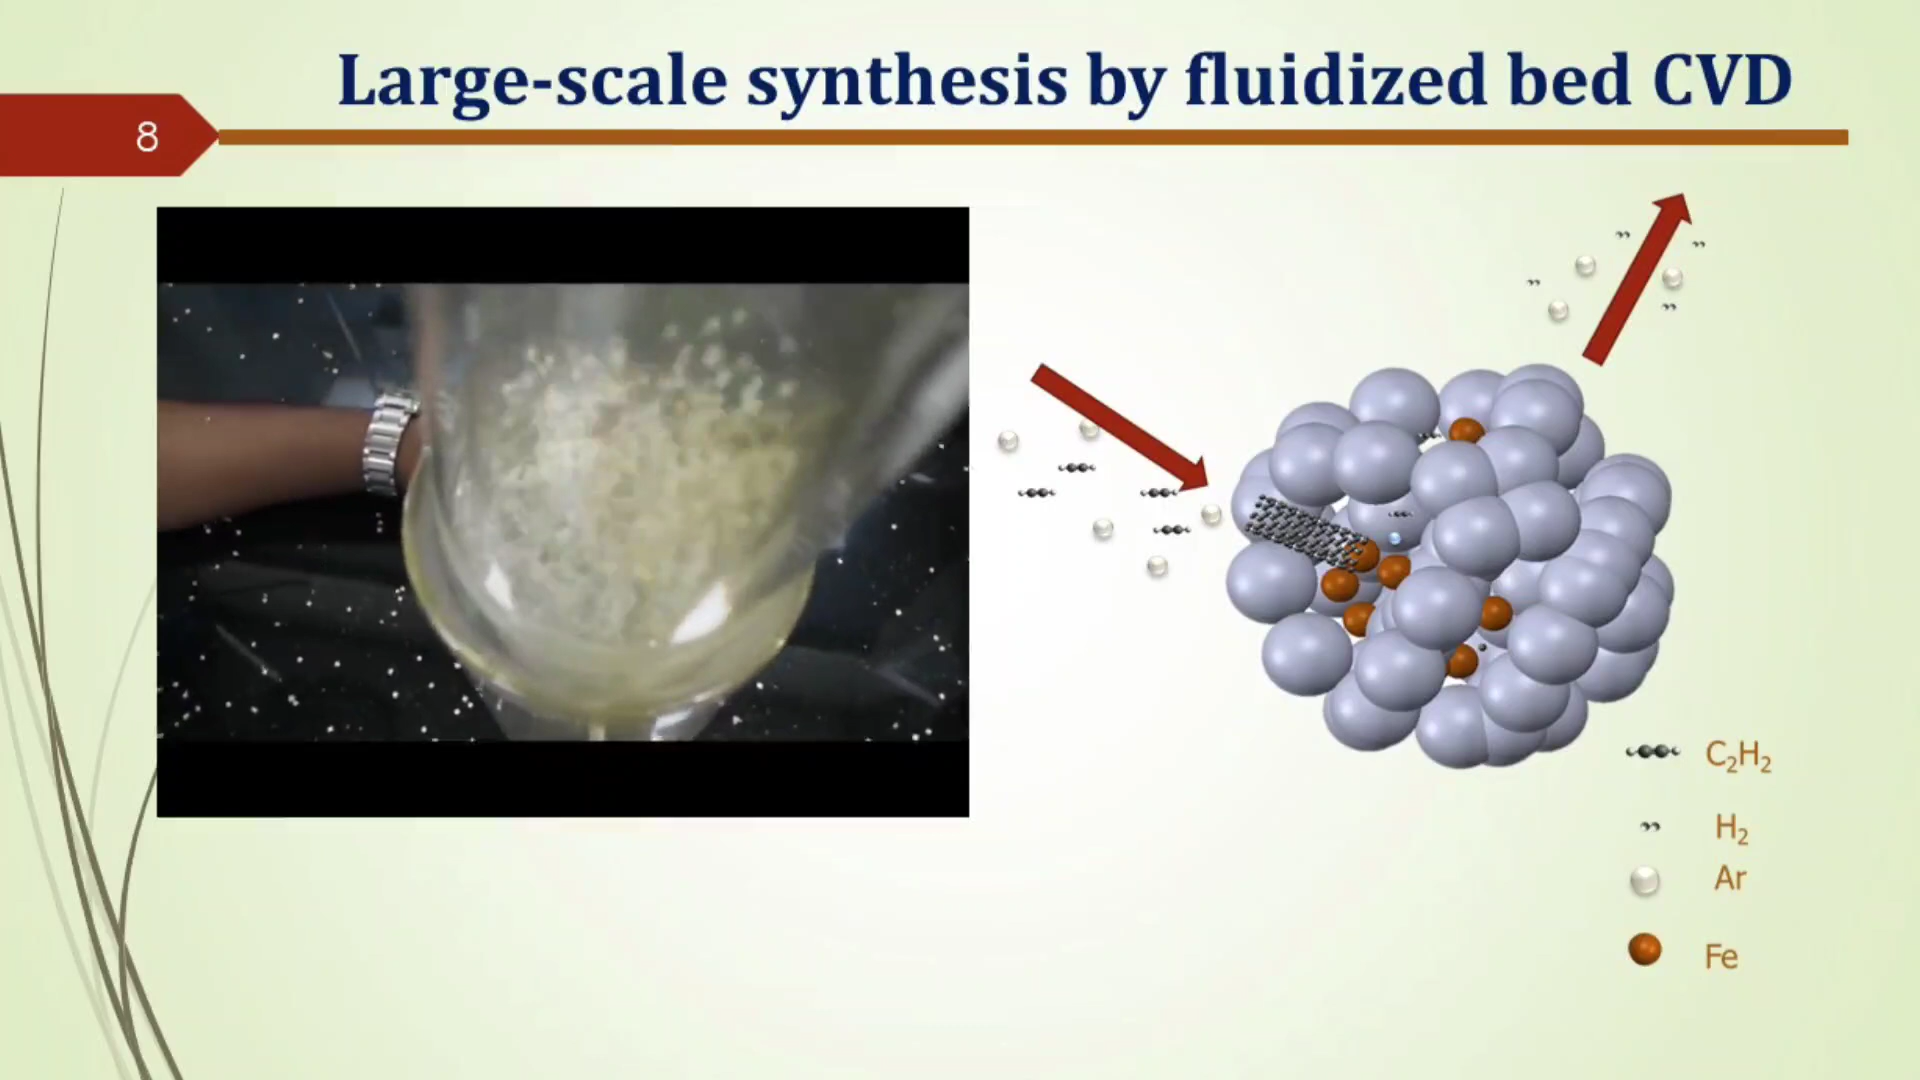 Large-scale synthesis by fluidized bed CVD
8
C₂H₂
H₂
Ar
Fe